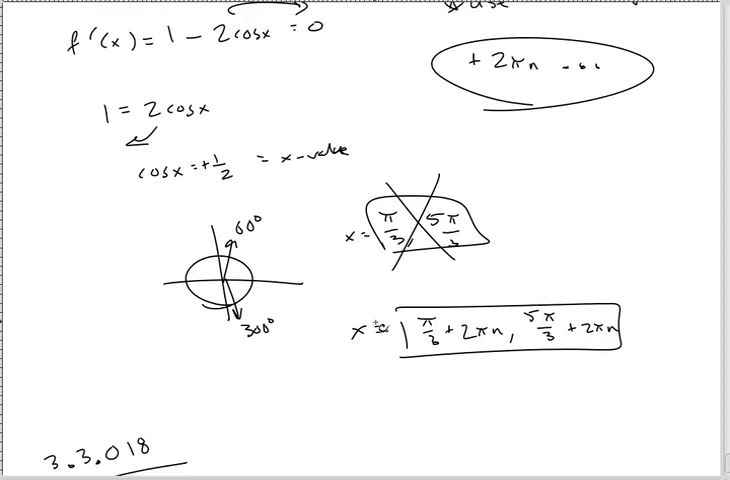 f'(x) = 1 - 2cosx = 0
+ 2πn ...
1 = 2cosx
cosx = +1/2 = x-value
60°
x = π/3, 5π/3
300°
x = π/3 + 2πn, 5π/3 + 2πn
3.3.018